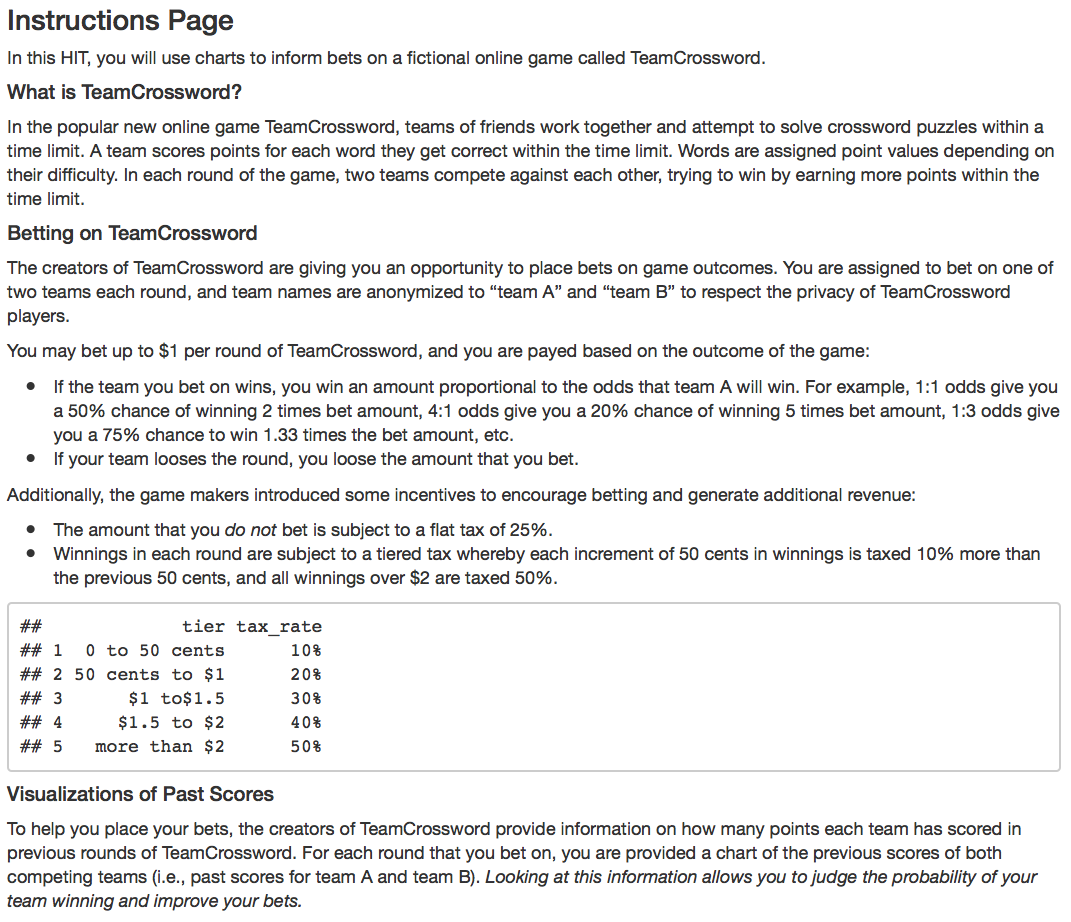 Instructions Page
In this HIT, you will use charts to inform bets on a fictional online game called TeamCrossword.
What is TeamCrossword?
In the popular new online game TeamCrossword, teams of friends work together and attempt to solve crossword puzzles within a
time limit. A team scores points for each word they get correct within the time limit. Words are assigned point values depending on
their difficulty. In each round of the game, two teams compete against each other, trying to win by earning more points within the
time limit.
Betting on TeamCrossword
The creators of TeamCrossword are giving you an opportunity to place bets on game outcomes. You are assigned to bet on one of
two teams each round, and team names are anonymized to “team A” and “team B” to respect the privacy of TeamCrossword
players.
You may bet up to $1 per round of TeamCrossword, and you are payed based on the outcome of the game:
• If the team you bet on wins, you win an amount proportional to the odds that team A will win. For example, 1:1 odds give you
a 50% chance of winning 2 times bet amount, 4:1 odds give you a 20% chance of winning 5 times bet amount, 1:3 odds give
you a 75% chance to win 1.33 times the bet amount, etc.
• If your team looses the round, you loose the amount that you bet.
Additionally, the game makers introduced some incentives to encourage betting and generate additional revenue:
• The amount that you do not bet is subject to a flat tax of 25%.
• Winnings in each round are subject to a tiered tax whereby each increment of 50 cents in winnings is taxed 10% more than
the previous 50 cents, and all winnings over $2 are taxed 50%.
## tier tax_rate
## 1 0 to 50 cents 10%
## 2 50 cents to $1 20%
## 3 $1 to$1.5 30%
## 4 $1.5 to $2 40%
## 5 more than $2 50%
Visualizations of Past Scores
To help you place your bets, the creators of TeamCrossword provide information on how many points each team has scored in
previous rounds of TeamCrossword. For each round that you bet on, you are provided a chart of the previous scores of both
competing teams (i.e., past scores for team A and team B). Looking at this information allows you to judge the probability of your
team winning and improve your bets.